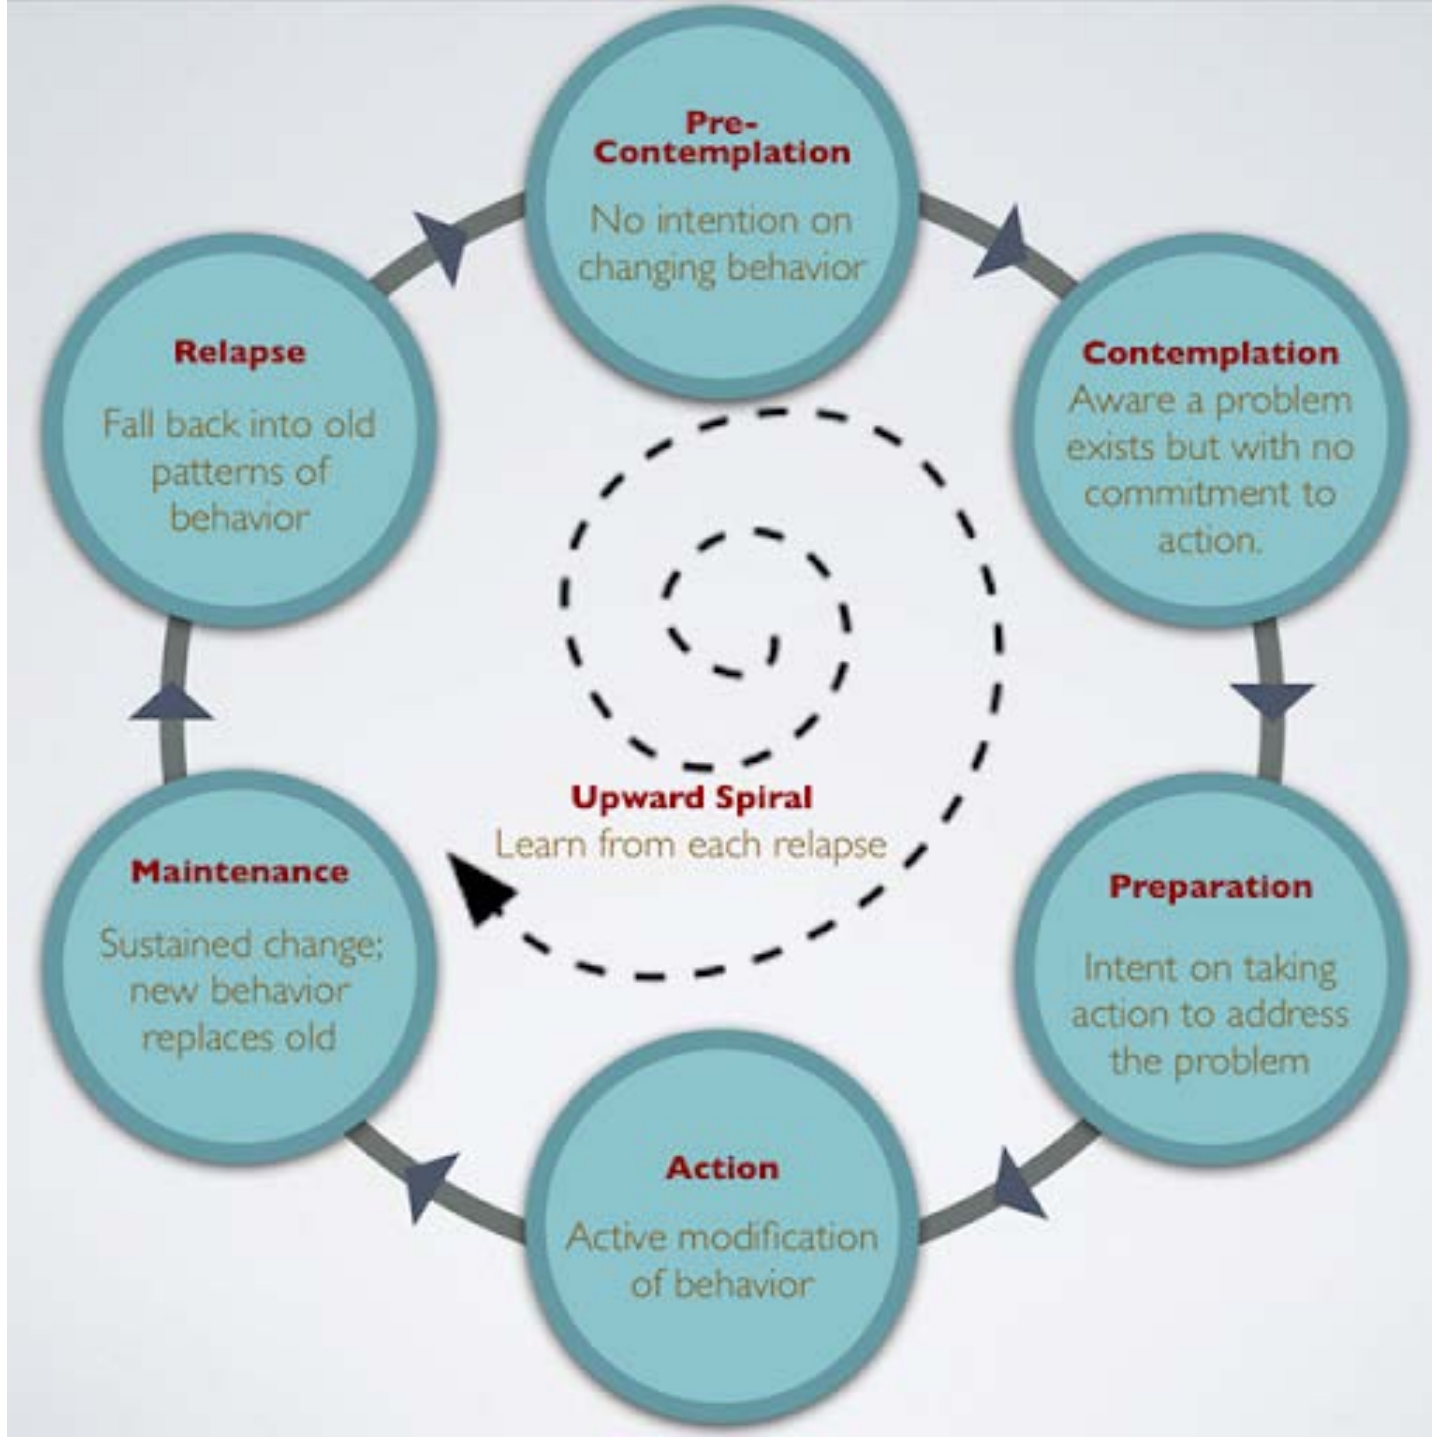 Pre-
Contemplation
No intention on
changing behavior
Contemplation
Aware a problem
exists but with no
commitment to
action.
Preparation
Intent on taking
action to address
the problem
Action
Active modification
of behavior
Maintenance
Sustained change;
new behavior
replaces old
Relapse
Fall back into old
patterns of
behavior
Upward Spiral
Learn from each relapse